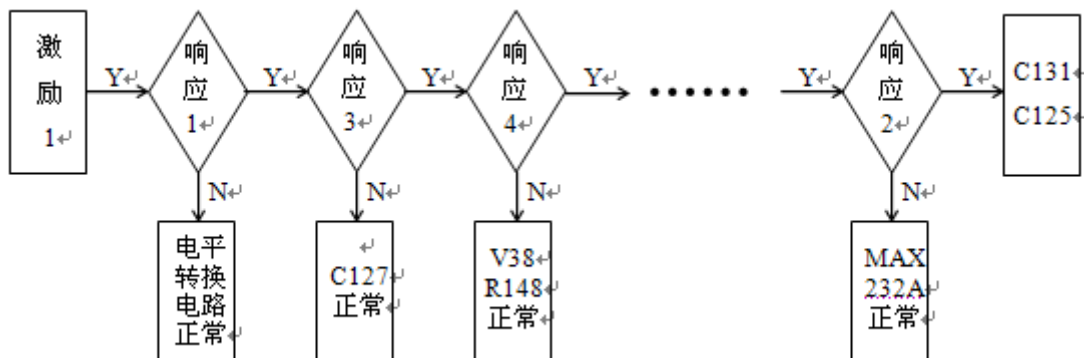 激励1
Y
响应1
Y
响应3
Y
响应4
Y
••••••
响应2
Y
C131
C125
N
电平
转换
电路
正常
N
C127
正常
N
V38
R148
正常
N
MAX
232A
正常